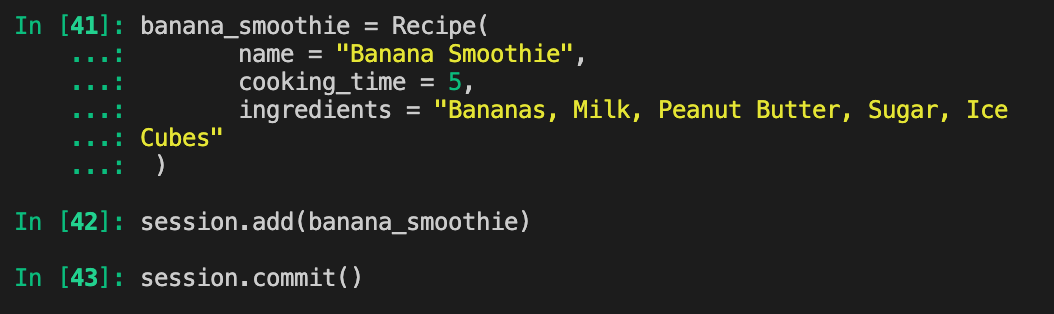 In [41]: banana_smoothie = Recipe(
    ...:        name = "Banana Smoothie",
    ...:        cooking_time = 5,
    ...:        ingredients = "Bananas, Milk, Peanut Butter, Sugar, Ice
    ...: Cubes"
    ...:  )
In [42]: session.add(banana_smoothie)
In [43]: session.commit()